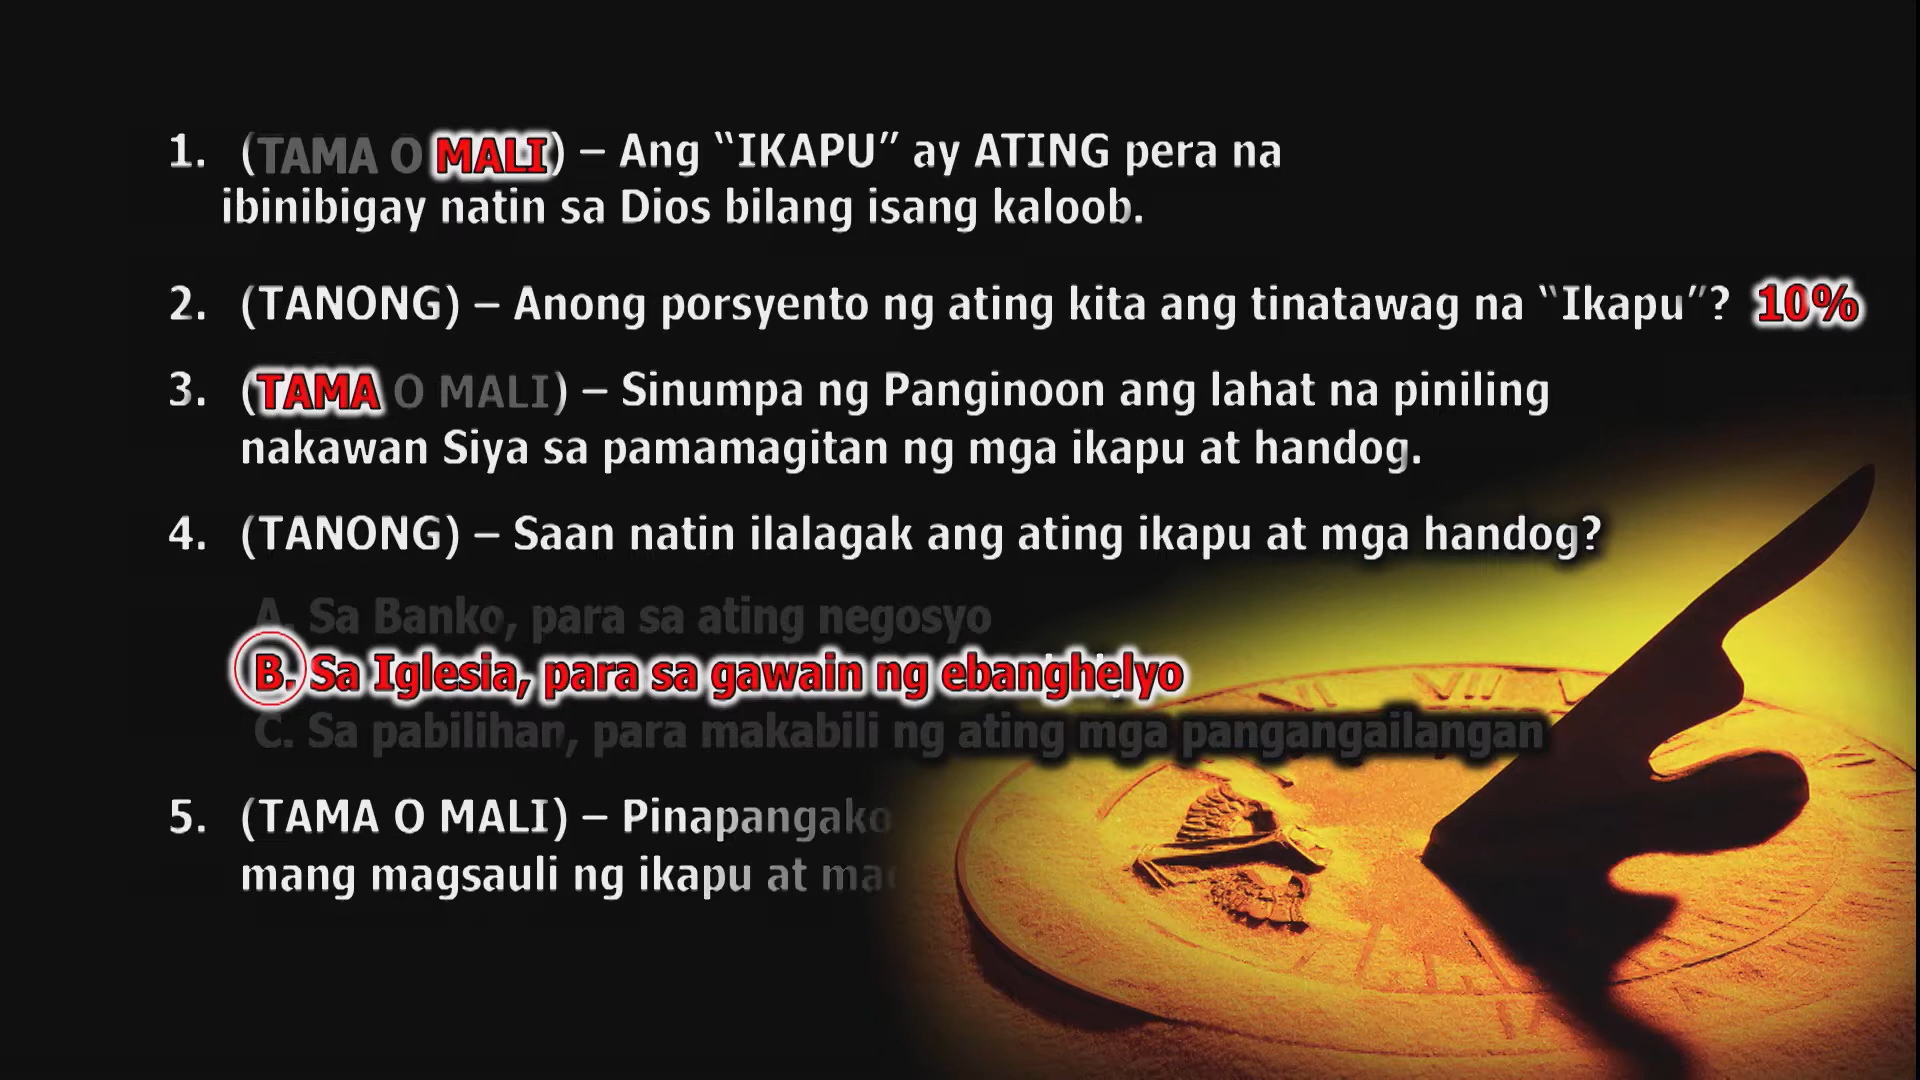 1. (TAMA O MALI) – Ang “IKAPU” ay ATING pera na
ibinibigay natin sa Dios bilang isang kaloob.
2. (TANONG) – Anong porsyento ng ating kita ang tinatawag na “Ikapu”? 10%
3. (TAMA O MALI) – Sinumpa ng Panginoon ang lahat na piniling
nakawan Siya sa pamamagitan ng mga ikapu at handog.
4. (TANONG) – Saan natin ilalagak ang ating ikapu at mga handog?
A. Sa Banko, para sa ating negosyo
B. Sa Iglesia, para sa gawain ng ebanghelyo
C. Sa pabilihan, para makabili ng ating mga pangangailangan
5. (TAMA O MALI) – Pinapangako
mang magsauli ng ikapu at